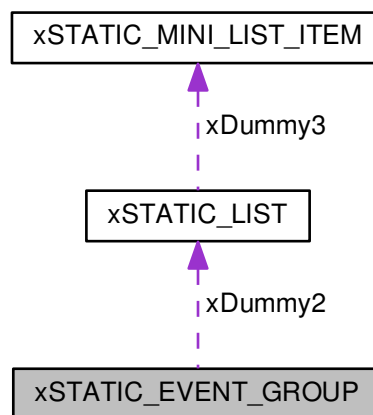 xSTATIC_MINI_LIST_ITEM
xDummy3
xSTATIC_LIST
xDummy2
xSTATIC_EVENT_GROUP